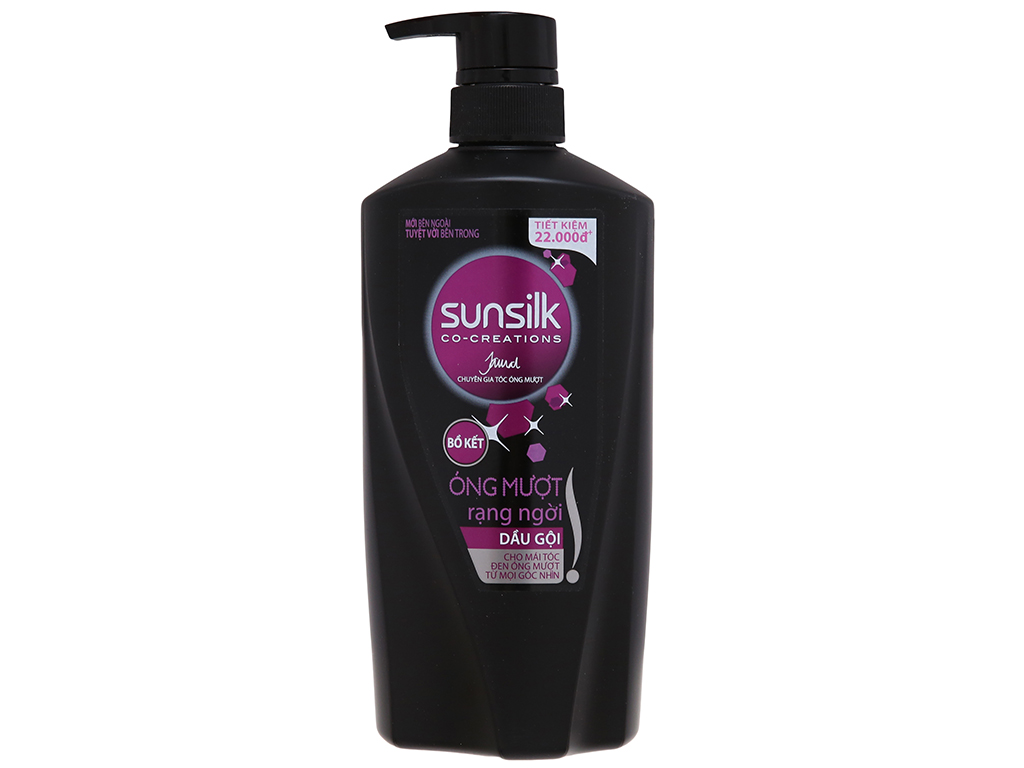 MỚI BÊN NGOÀI
TUYỆT VỜI BÊN TRONG
TIẾT KIỆM
22.000đ+
sunsilk
CO-CREATIONS
CHUYÊN GIA TÓC ÓNG MƯỢT
BỒ KẾT
ÓNG MƯỢT
rạng ngời
DẦU GỘI
CHO MÁI TÓC
ĐEN ÓNG MƯỢT
TỪ MỌI GÓC NHÌN